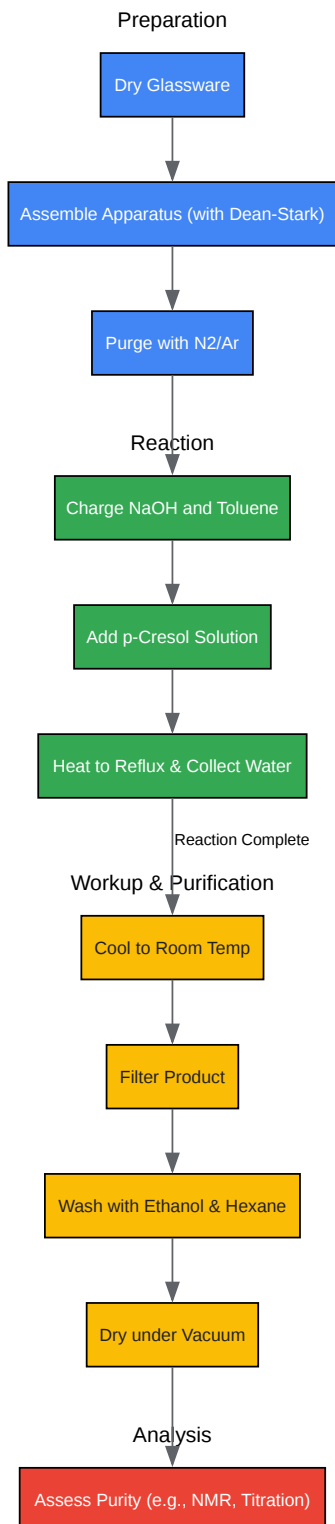 Preparation
Dry Glassware
Assemble Apparatus (with Dean-Stark)
Purge with N2/Ar
Reaction
Charge NaOH and Toluene
Add p-Cresol Solution
Heat to Reflux & Collect Water
Reaction Complete
Workup & Purification
Cool to Room Temp
Filter Product
Wash with Ethanol & Hexane
Dry under Vacuum
Analysis
Assess Purity (e.g., NMR, Titration)